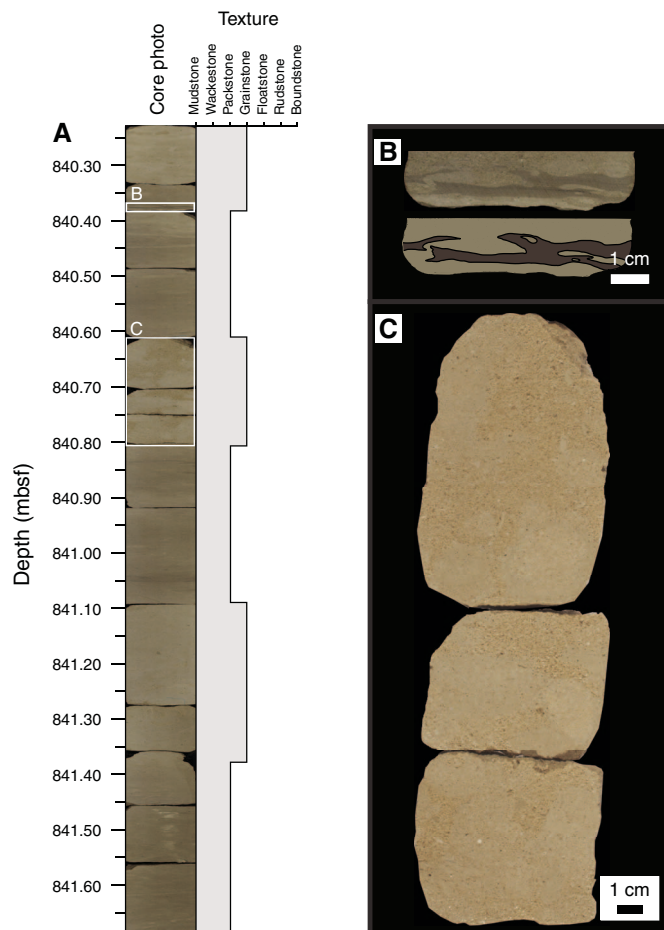 Texture
Core photo
Mudstone
Wackestone
Packstone
Grainstone
Floatstone
Rudstone
Boundstone
A
Depth (mbsf)
840.30
840.40
840.50
840.60
840.70
840.80
840.90
841.00
841.10
841.20
841.30
841.40
841.50
841.60
B
C
B
1 cm
C
1 cm